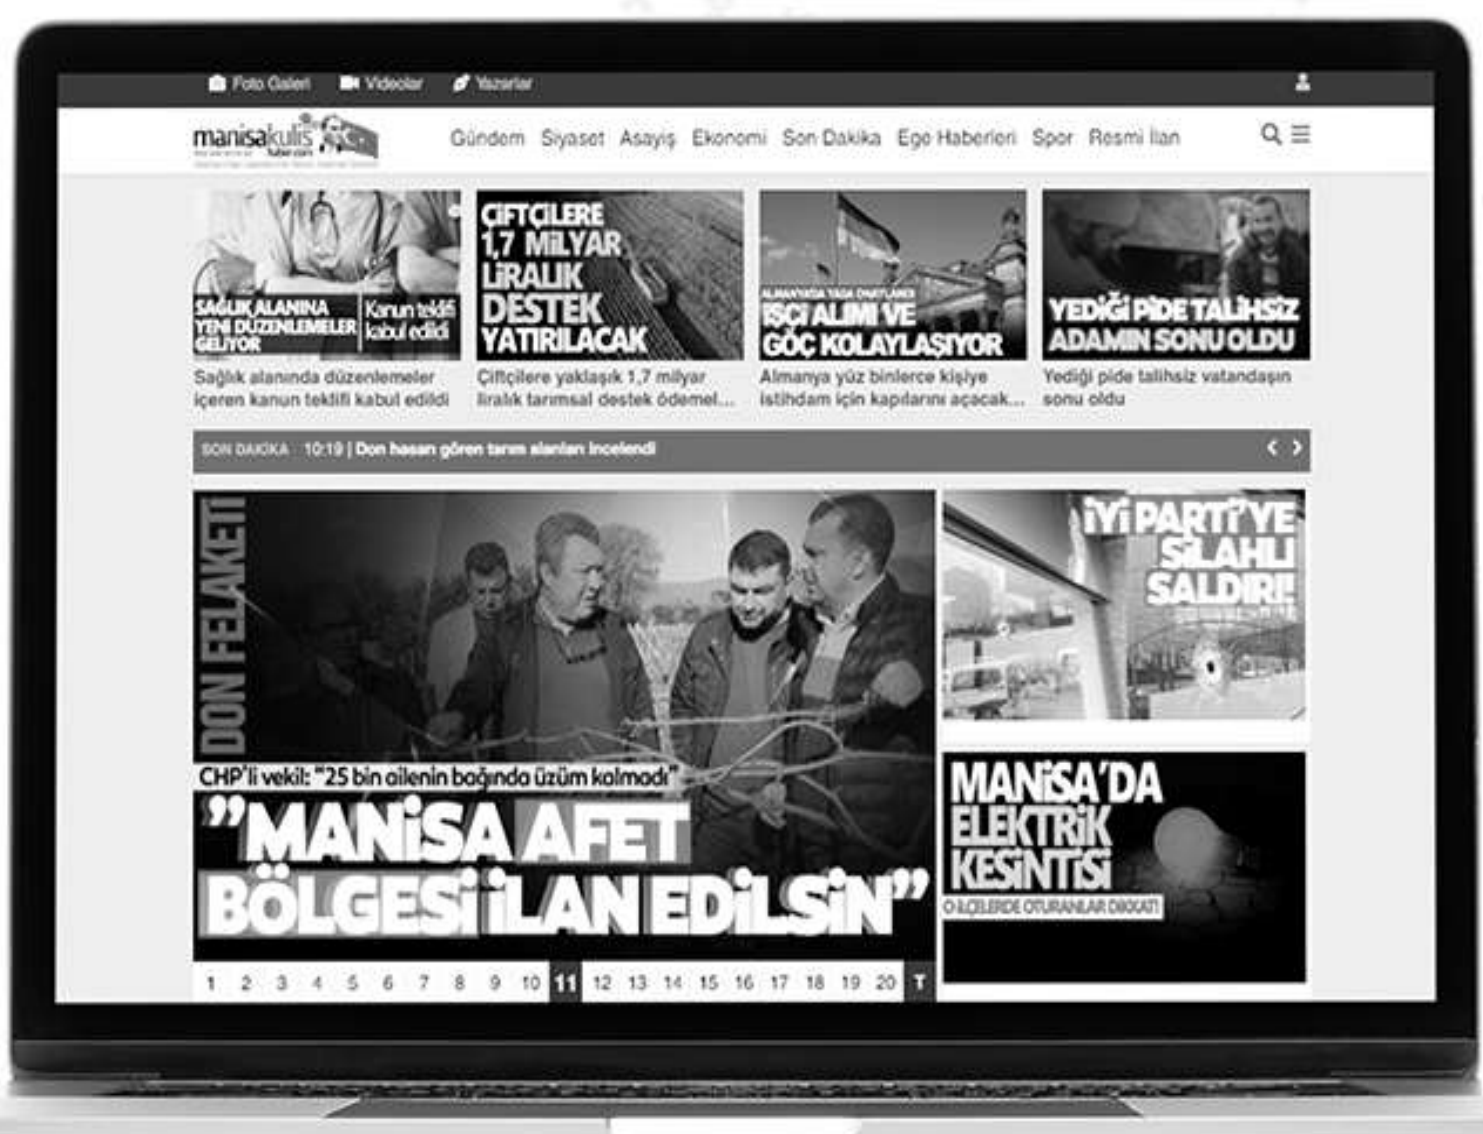 Foto Galeri Videolar Yazarlar
manisakulis
haber.com
Gündem Siyaset Asayiş Ekonomi Son Dakika Ege Haberleri Spor Resmi İlan
SAĞLIK ALANINA
YENİ DÜZENLEMELER
GELİYOR
Kanun teklifi
kabul edildi
Sağlık alanında düzenlemeler
içeren kanun teklifi kabul edildi
ÇİFTÇİLERE
1,7 MİLYAR
LİRALIK
DESTEK
YATIRILACAK
Çiftçilere yaklaşık 1,7 milyar
liralık tarımsal destek ödemel...
ALMANYA'DA YASA ONAYLANDI
İŞÇİ ALIMI VE
GÖÇ KOLAYLAŞIYOR
Almanya yüz binlerce kişiye
istihdam için kapılarını açacak...
YEDİĞİ PİDE TALİHSİZ
ADAMIN SONU OLDU
Yediği pide talihsiz vatandaşın
sonu oldu
SON DAKİKA 10:19 | Don hasarı gören tarım alanları incelendi
DON FELAKETİ
CHP'li vekil: "25 bin ailenin bağında üzüm kalmadı"
"MANİSA AFET
BÖLGESİ İLAN EDİLSİN"
1 2 3 4 5 6 7 8 9 10 11 12 13 14 15 16 17 18 19 20 T
İYİ PARTİ'YE
SİLAHLI
SALDIRI!
MANİSA'DA
ELEKTRİK
KESİNTİSİ
O İLÇELERDE OTURANLAR DİKKAT!